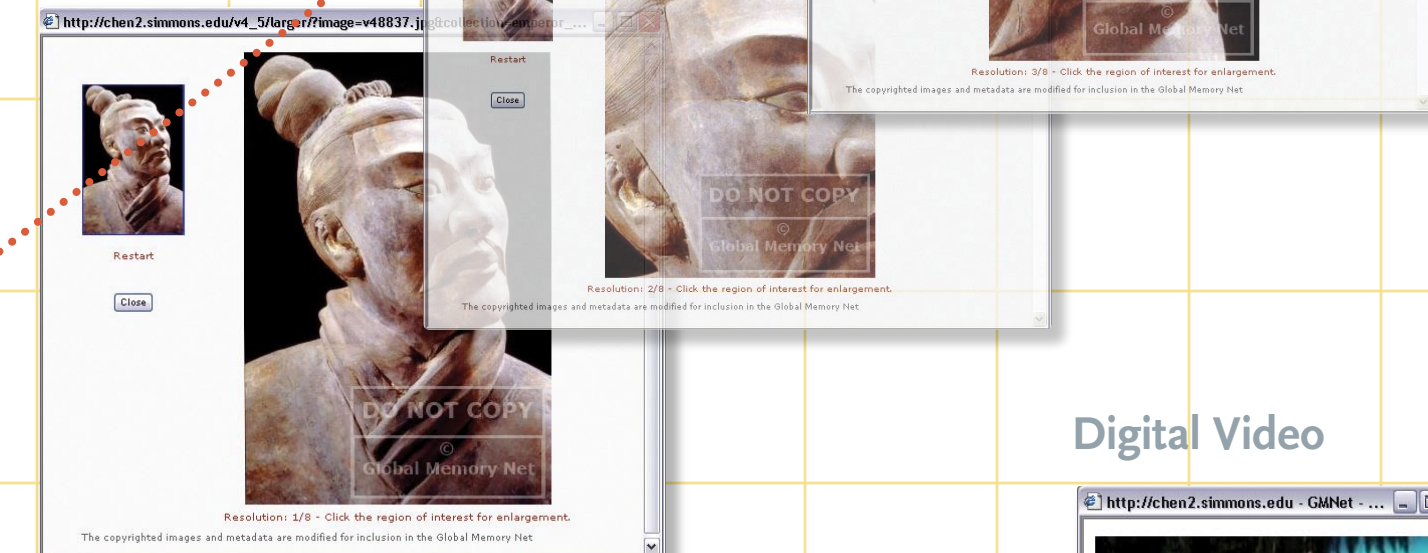 http://chen2.simmons.edu/v4_5/larger/?image=v48837.jpg&collection=emperor_...
Restart
Close
DO NOT COPY
©
Global Memory Net
Resolution: 1/8 - Click the region of interest for enlargement.
The copyrighted images and metadata are modified for inclusion in the Global Memory Net
Restart
Close
DO NOT COPY
©
Global Memory Net
Resolution: 2/8 - Click the region of interest for enlargement.
The copyrighted images and metadata are modified for inclusion in the Global Memory Net
©
Global Memory Net
Resolution: 3/8 - Click the region of interest for enlargement.
The copyrighted images and metadata are modified for inclusion in the Global Memory Net
Digital Video
http://chen2.simmons.edu - GMNet - ...